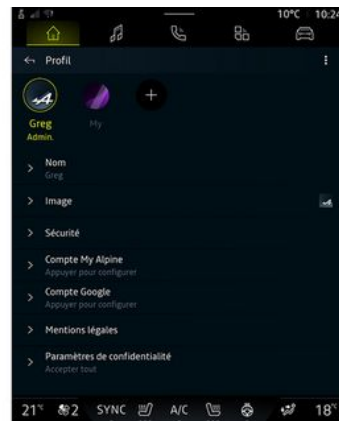 10°C 10:24
Profil
Greg
Admin.
My
Nom
Greg
Image
Sécurité
Compte My Alpine
Appuyer pour configurer
Compte Google
Appuyer pour configurer
Mentions légales
Paramètres de confidentialité
Accepter tout
21°C 2 SYNC A/C 18°C